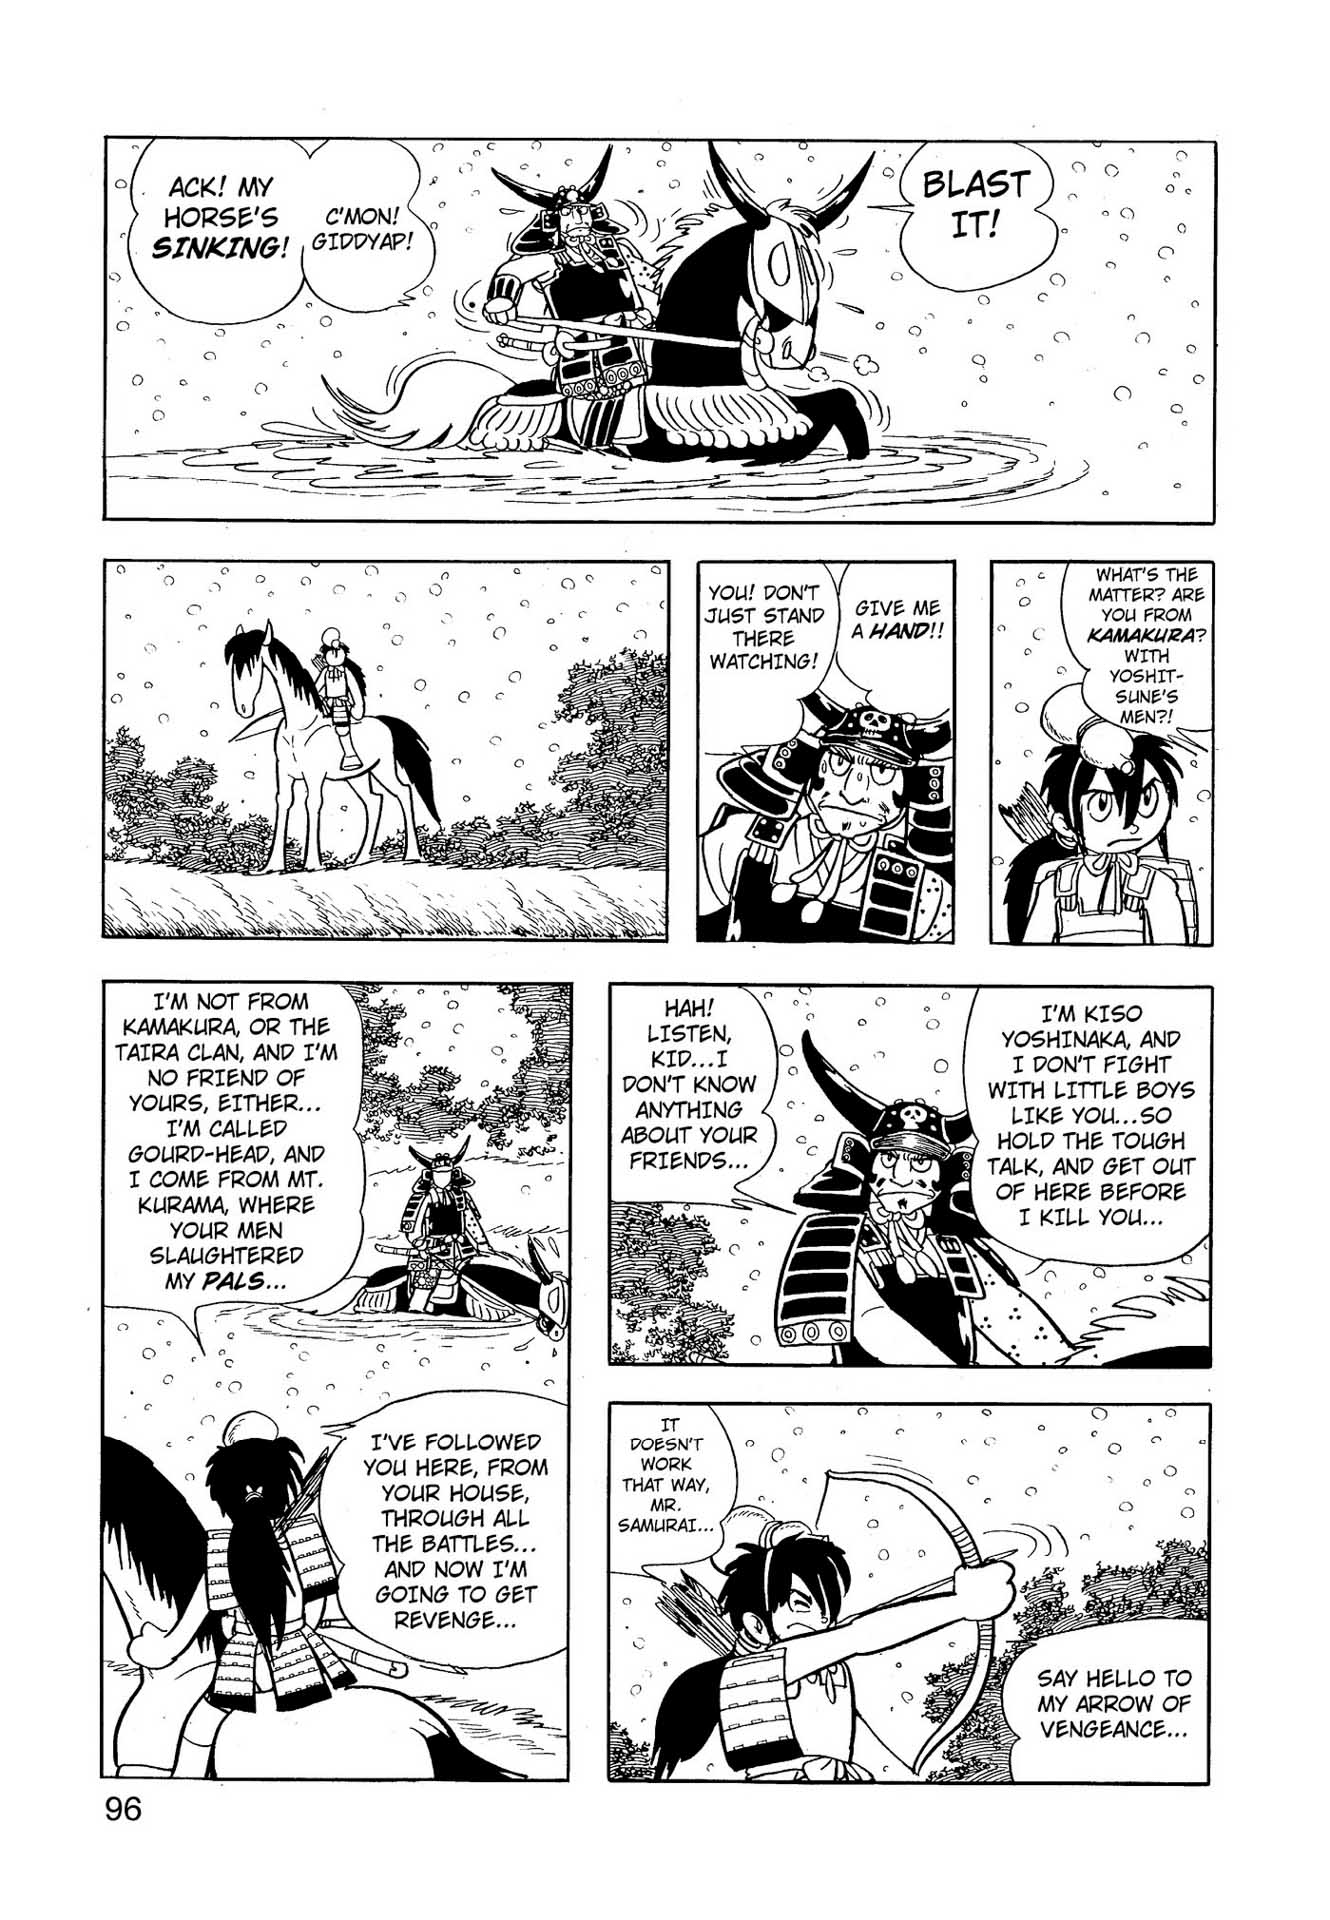 ACK! MY
HORSE'S
SINKING!
C'MON!
GIDDYAP!
BLAST
IT!
YOU! DON'T
JUST STAND
THERE
WATCHING!
GIVE ME
A HAND!!
WHAT'S THE
MATTER? ARE
YOU FROM
KAMAKURA?
WITH
YOSHIT-
SUNE'S
MEN?!
I'M NOT FROM
KAMAKURA, OR THE
TAIRA CLAN, AND I'M
NO FRIEND OF
YOURS, EITHER...
I'M CALLED
GOURD-HEAD, AND
I COME FROM MT.
KURAMA, WHERE
YOUR MEN
SLAUGHTERED
MY PALS...
I'VE FOLLOWED
YOU HERE, FROM
YOUR HOUSE,
THROUGH ALL
THE BATTLES...
AND NOW I'M
GOING TO GET
REVENGE...
HAH!
LISTEN,
KID...I
DON'T KNOW
ANYTHING
ABOUT YOUR
FRIENDS...
I'M KISO
YOSHINAKA, AND
I DON'T FIGHT
WITH LITTLE BOYS
LIKE YOU...SO
HOLD THE TOUGH
TALK, AND GET OUT
OF HERE BEFORE
I KILL YOU...
IT
DOESN'T
WORK
THAT WAY,
MR.
SAMURAI...
SAY HELLO TO
MY ARROW OF
VENGEANCE...
96